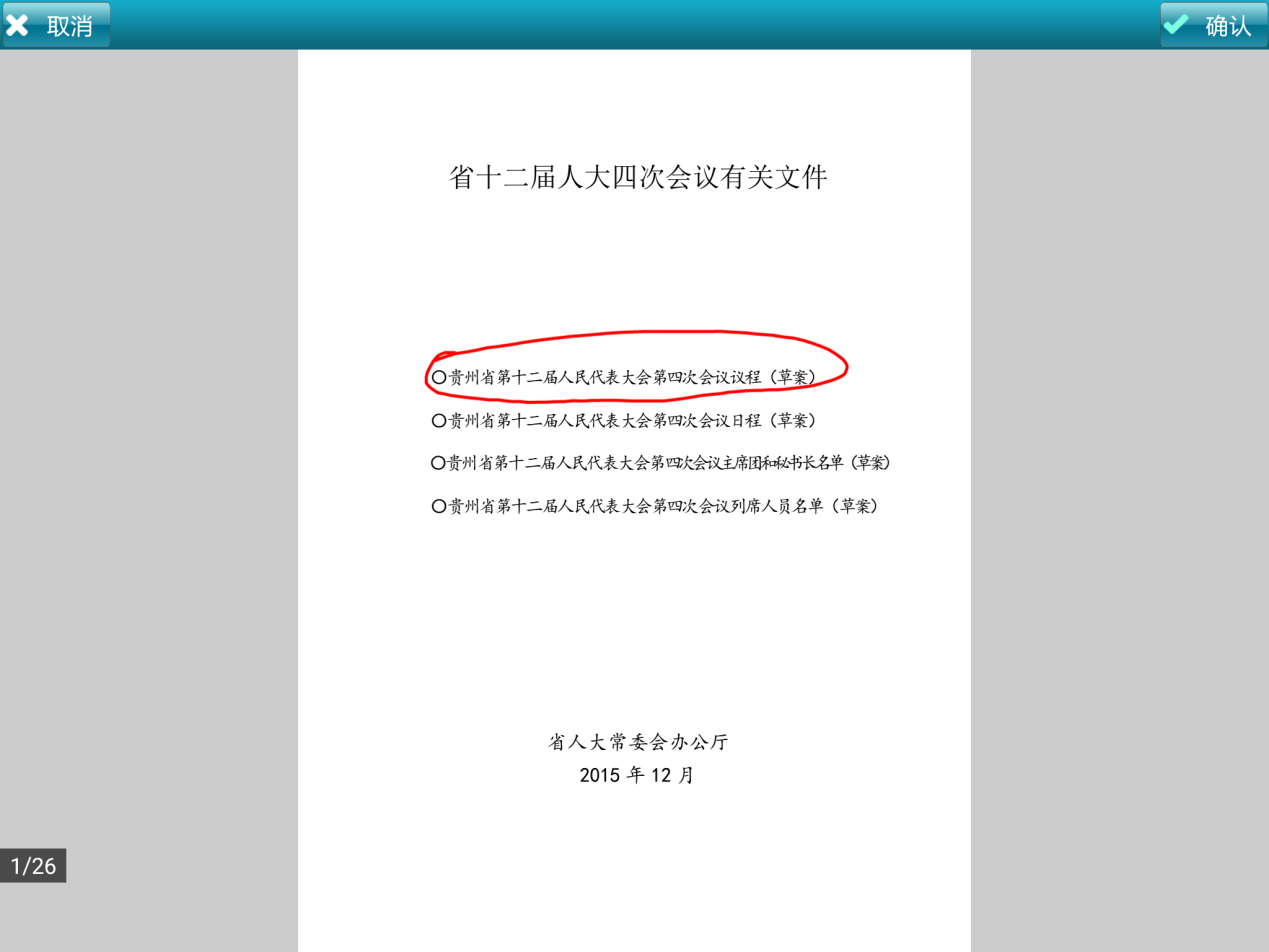 取消
确认
省十二届人大四次会议有关文件
〇贵州省第十二届人民代表大会第四次会议议程（草案）
〇贵州省第十二届人民代表大会第四次会议日程（草案）
〇贵州省第十二届人民代表大会第四次会议主席团和秘书长名单（草案）
〇贵州省第十二届人民代表大会第四次会议列席人员名单（草案）
省人大常委会办公厅
2015 年 12 月
1/26